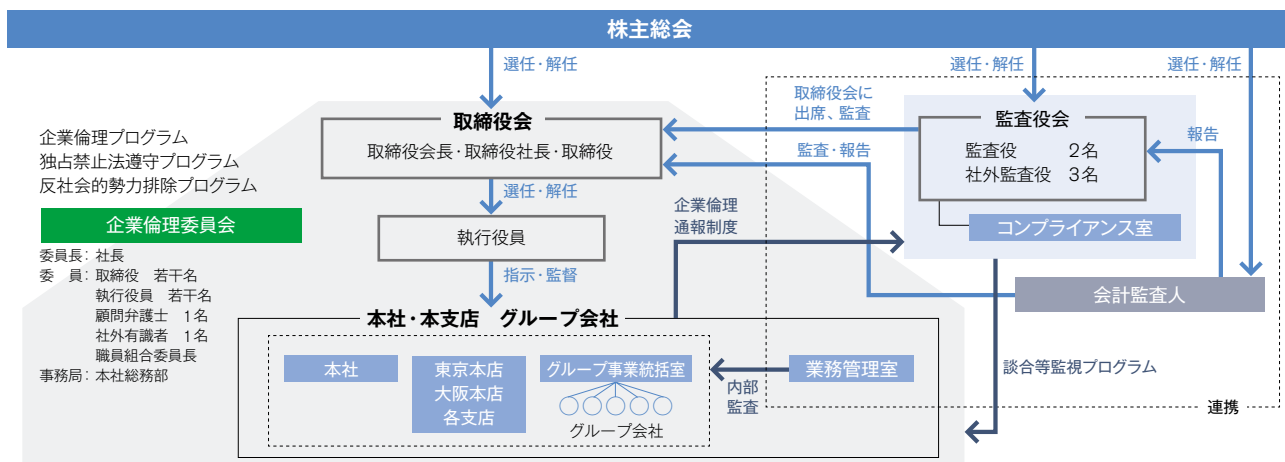 株主総会
選任・解任
選任・解任
選任・解任
企業倫理プログラム
独占禁止法遵守プログラム
反社会的勢力排除プログラム
企業倫理委員会
委員長：社長
委　員：取締役　若干名
執行役員　若干名
顧問弁護士　1名
社外有識者　1名
職員組合委員長
事務局：本社総務部
取締役会
取締役会長・取締役社長・取締役
選任・解任
執行役員
指示・監督
取締役会に
出席、監査
監査・報告
監査役会
監査役　2名
社外監査役　3名
コンプライアンス室
報告
会計監査人
企業倫理
通報制度
本社・本支店　グループ会社
本社
東京本店
大阪本店
各支店
グループ事業統括室
グループ会社
内部
監査
業務管理室
談合等監視プログラム
連携